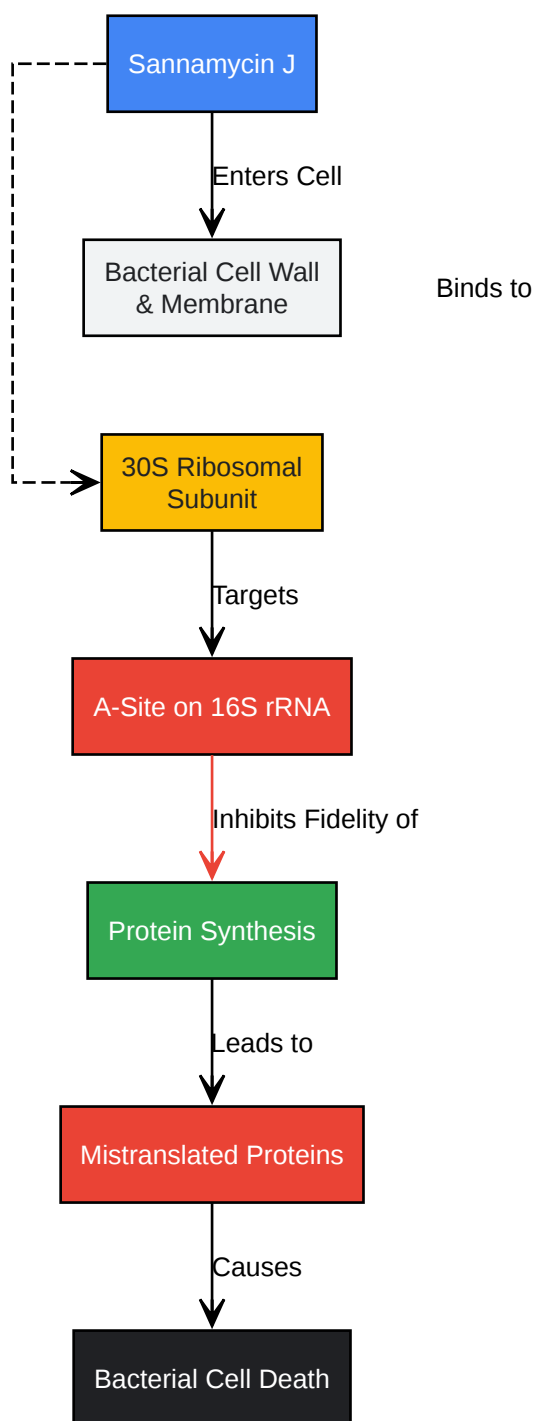 Sannamycin J
Enters Cell
Bacterial Cell Wall
& Membrane
Binds to
30S Ribosomal
Subunit
Targets
A-Site on 16S rRNA
Inhibits Fidelity of
Protein Synthesis
Leads to
Mistranslated Proteins
Causes
Bacterial Cell Death